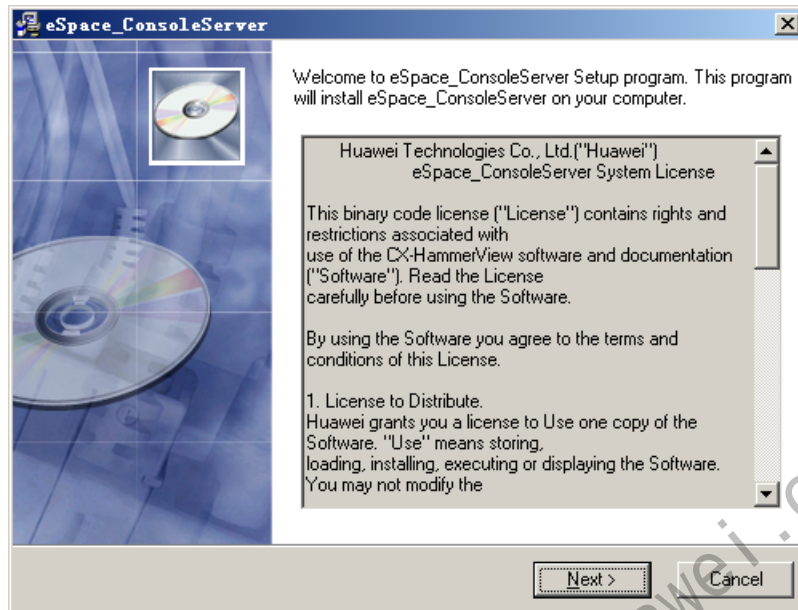 eSpace_ConsoleServer
Welcome to eSpace_ConsoleServer Setup program. This program
will install eSpace_ConsoleServer on your computer.
Huawei Technologies Co., Ltd.("Huawei")
eSpace_ConsoleServer System License
This binary code license ("License") contains rights and
restrictions associated with
use of the CX-HammerView software and documentation
("Software"). Read the License
carefully before using the Software.
By using the Software you agree to the terms and
conditions of this License.
1. License to Distribute.
Huawei grants you a license to Use one copy of the
Software. "Use" means storing,
loading, installing, executing or displaying the Software.
You may not modify the
Next >
Cancel